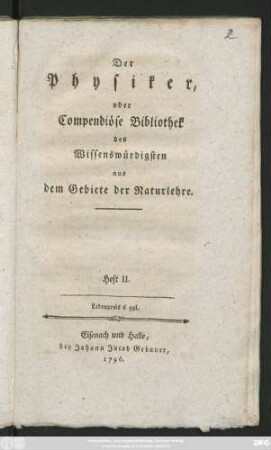 2
Der
Physiker,
oder
Compendiöse Bibliothek
des
Wissenswürdigsten
aus
dem Gebiete der Naturlehre.
Heft II.
Ladenpreis 6 ggl.
Eisenach und Halle,
bey Johann Jacob Gebauer,
1796.